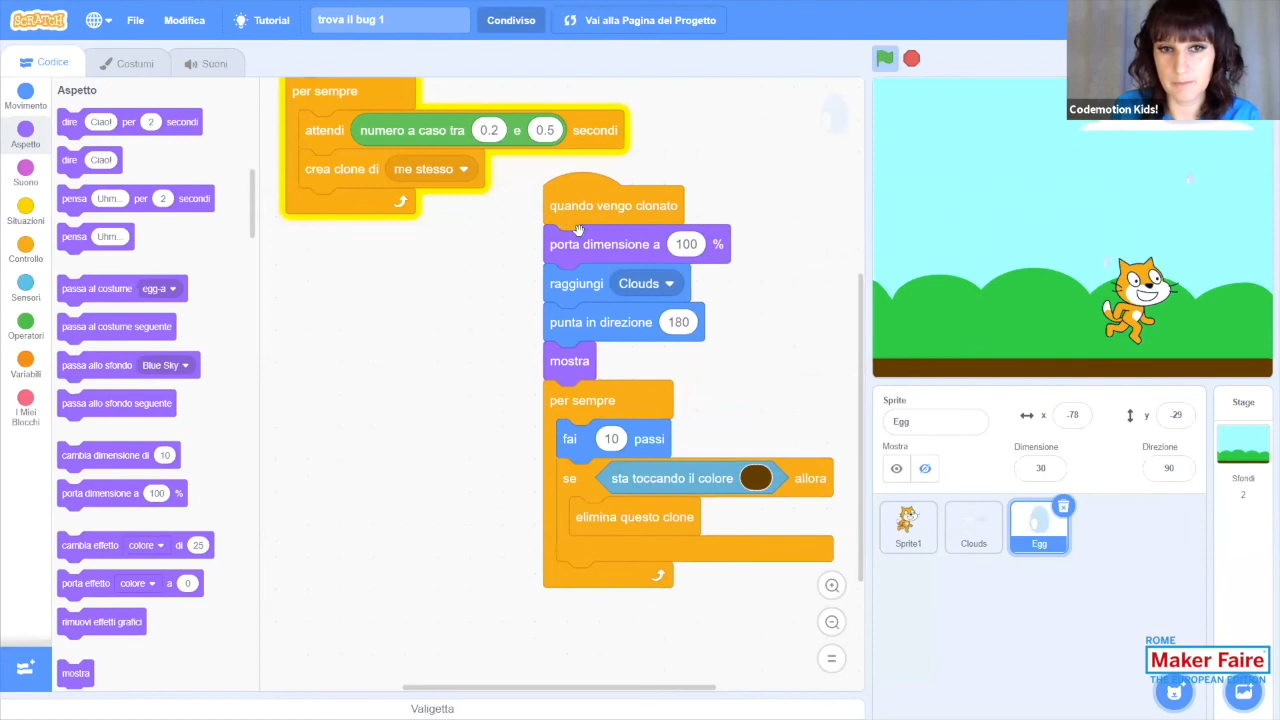 SCRATCH
File
Modifica
Tutorial
trova il bug 1
Condiviso
Vai alla Pagina del Progetto
Codemotion Kids!
Codice
Costumi
Suoni
Movimento
Aspetto
Suono
Situazioni
Controllo
Sensori
Operatori
Variabili
I Miei
Blocchi
Aspetto
dire Ciao! per 2 secondi
dire Ciao!
pensa Uhm... per 2 secondi
pensa Uhm...
passa al costume egg-a
passa al costume seguente
passa allo sfondo Blue Sky
passa allo sfondo seguente
cambia dimensione di 10
porta dimensione a 100 %
cambia effetto colore di 25
porta effetto colore a 0
rimuovi effetti grafici
mostra
per sempre
attendi numero a caso tra 0.2 e 0.5 secondi
crea clone di me stesso
quando vengo clonato
porta dimensione a 100 %
raggiungi Clouds
punta in direzione 180
mostra
per sempre
fai 10 passi
se sta toccando il colore allora
elimina questo clone
Valigetta
Sprite
Egg
x -78
y -29
Mostra
Dimensione
30
Direzione
90
Sprite1
Clouds
Egg
Stage
Sfondi
2
ROME
Maker Faire
THE EUROPEAN EDITION